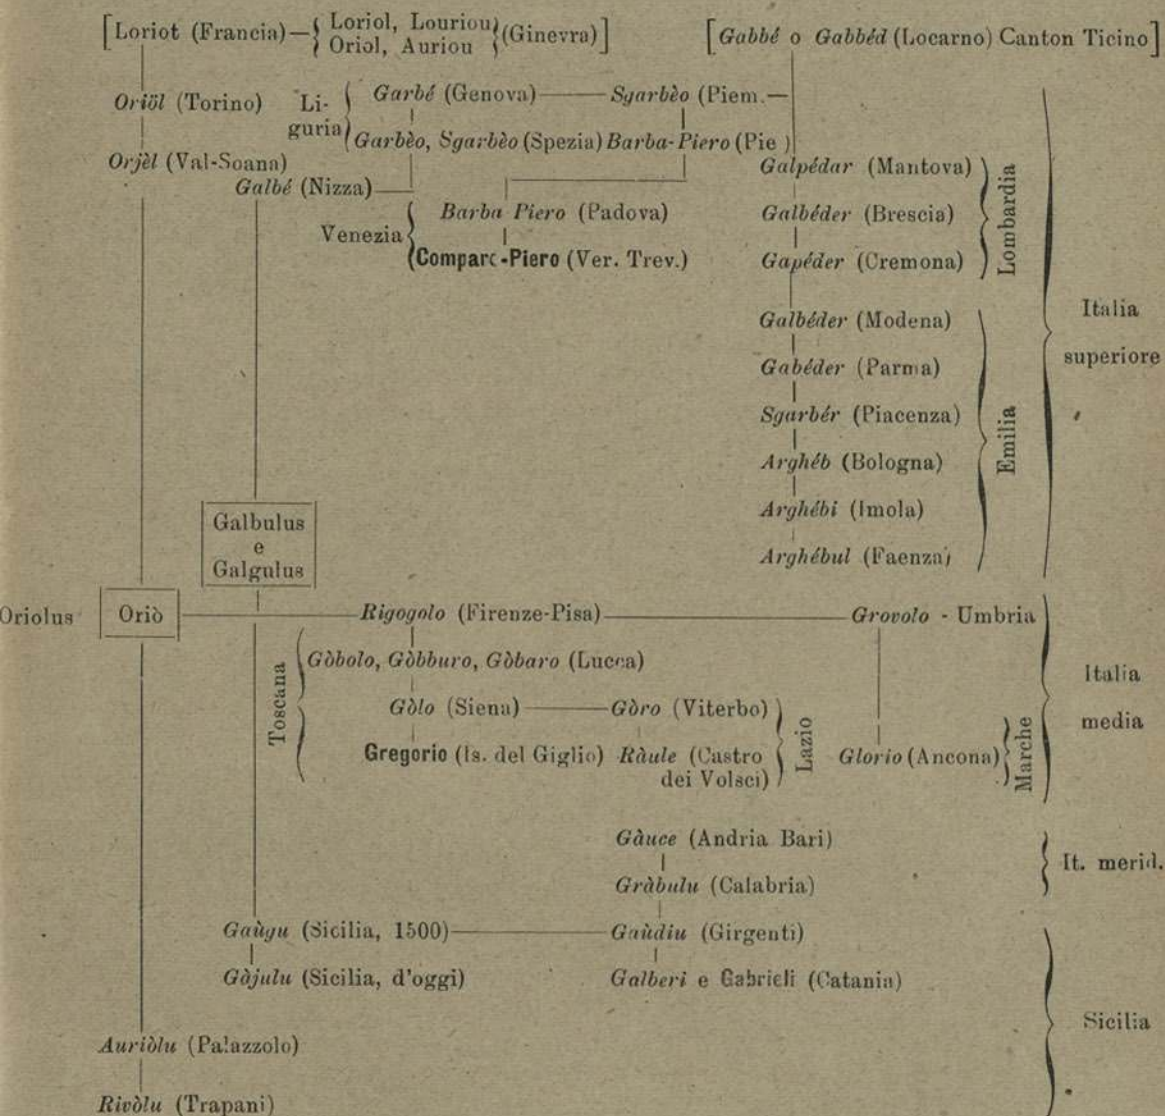 [Loriot (Francia)—{ Loriol, Louriou } (Ginevra)]
Oriol, Auriou
[Gabbé o Gabbéd (Locarno) Canton Ticino]
Oriöl (Torino)
Orjèl (Val-Soana)
Li-
guria
Garbé (Genova)
Sgarbèo (Piem.—
Garbèo, Sgarbèo (Spezia)
Barba-Piero (Pie )
Galbé (Nizza)
Venezia
Barba Piero (Padova)
Compare-Piero (Ver. Trev.)
Galpédar (Mantova)
Galbéder (Brescia)
Gapéder (Cremona)
Lombardia
Galbéder (Modena)
Gabéder (Parma)
Sgarbér (Piacenza)
Arghéb (Bologna)
Arghébi (Imola)
Arghébul (Faenza)
Emilia
Italia
superiore
Galbulus
e
Galgulus
Oriolus
Oriò
Rigogolo (Firenze-Pisa)
Grovolo - Umbria
Toscana
Gòbolo, Gòbburo, Gòbaro (Lucca)
Gòlo (Siena)
Gòro (Viterbo)
Gregorio (Is. del Giglio)
Ràule (Castro
dei Volsci)
Lazio
Glorio (Ancona)
Marche
Italia
media
Gàuce (Andria Bari)
Gràbulu (Calabria)
It. merid.
Gaùgu (Sicilia, 1500)
Gaùdiu (Girgenti)
Gàjulu (Sicilia, d'oggi)
Galberi e Gabrieli (Catania)
Sicilia
Auriòlu (Palazzolo)
Rivòlu (Trapani)